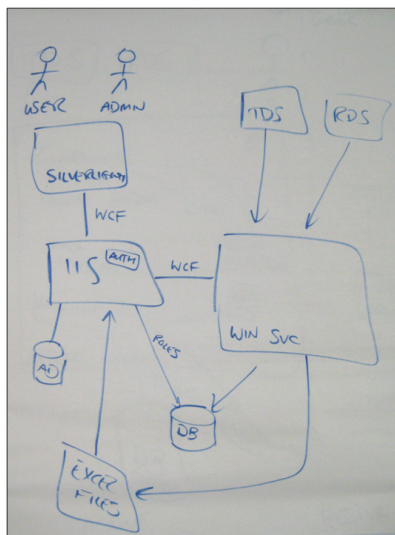 USER
ADMIN
TDS
RDS
SILVERLIGHT
WCF
IIS
AUTH
WCF
WIN SVC
AD
ROLES
DB
EXCEL
FILES